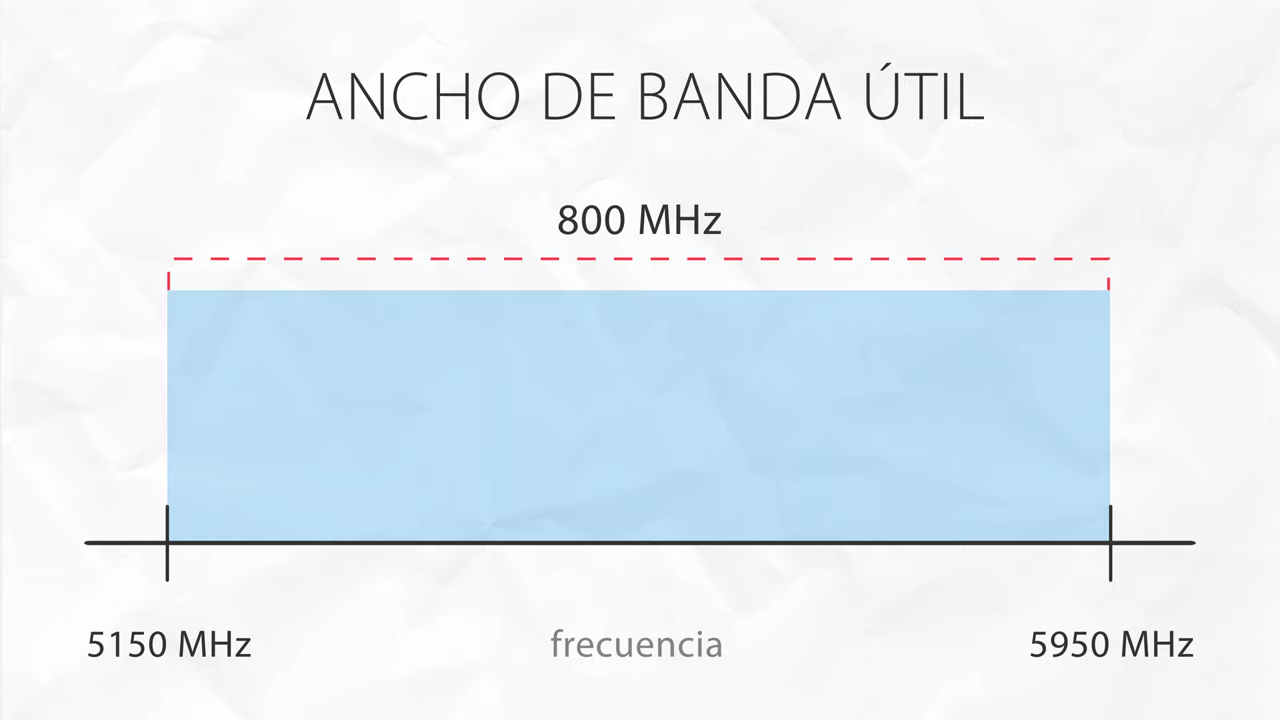 ANCHO DE BANDA ÚTIL
800 MHz
5150 MHz
frecuencia
5950 MHz